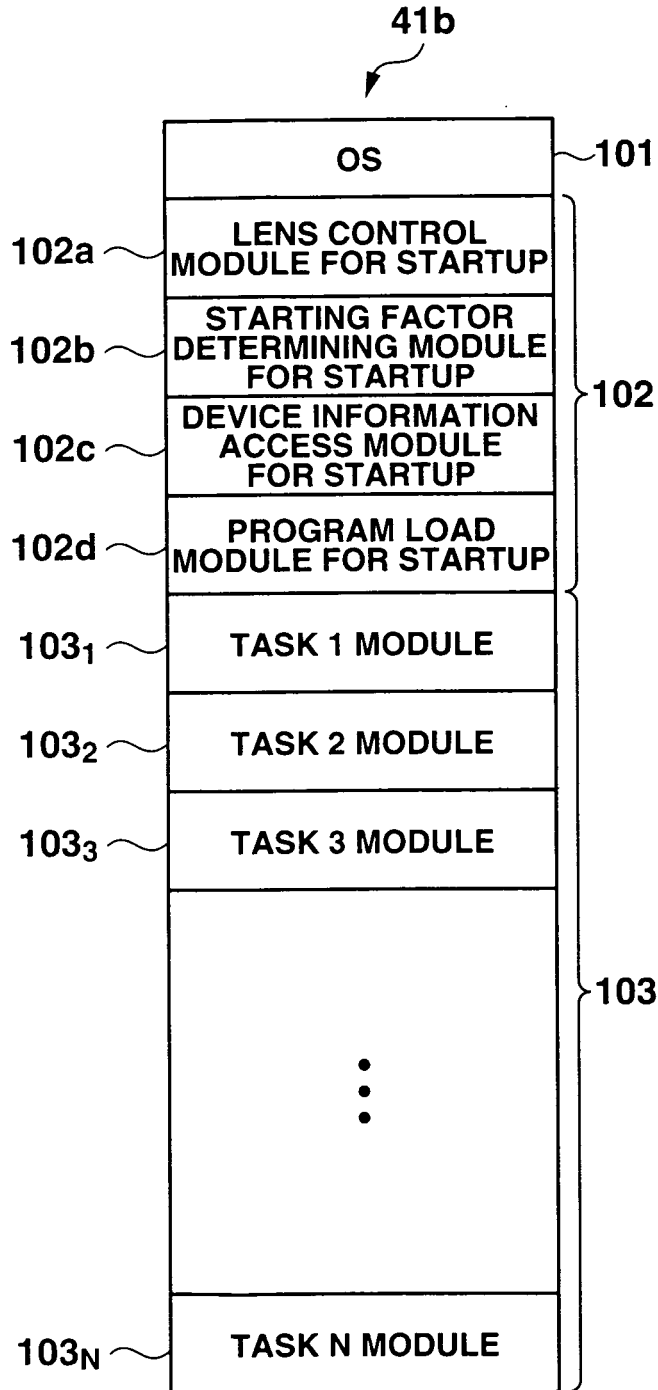 41b
OS
101
102a
LENS CONTROL
MODULE FOR STARTUP
102b
STARTING FACTOR
DETERMINING MODULE
FOR STARTUP
102
102c
DEVICE INFORMATION
ACCESS MODULE
FOR STARTUP
102d
PROGRAM LOAD
MODULE FOR STARTUP
103₁
TASK 1 MODULE
103₂
TASK 2 MODULE
103₃
TASK 3 MODULE
103
103N
TASK N MODULE